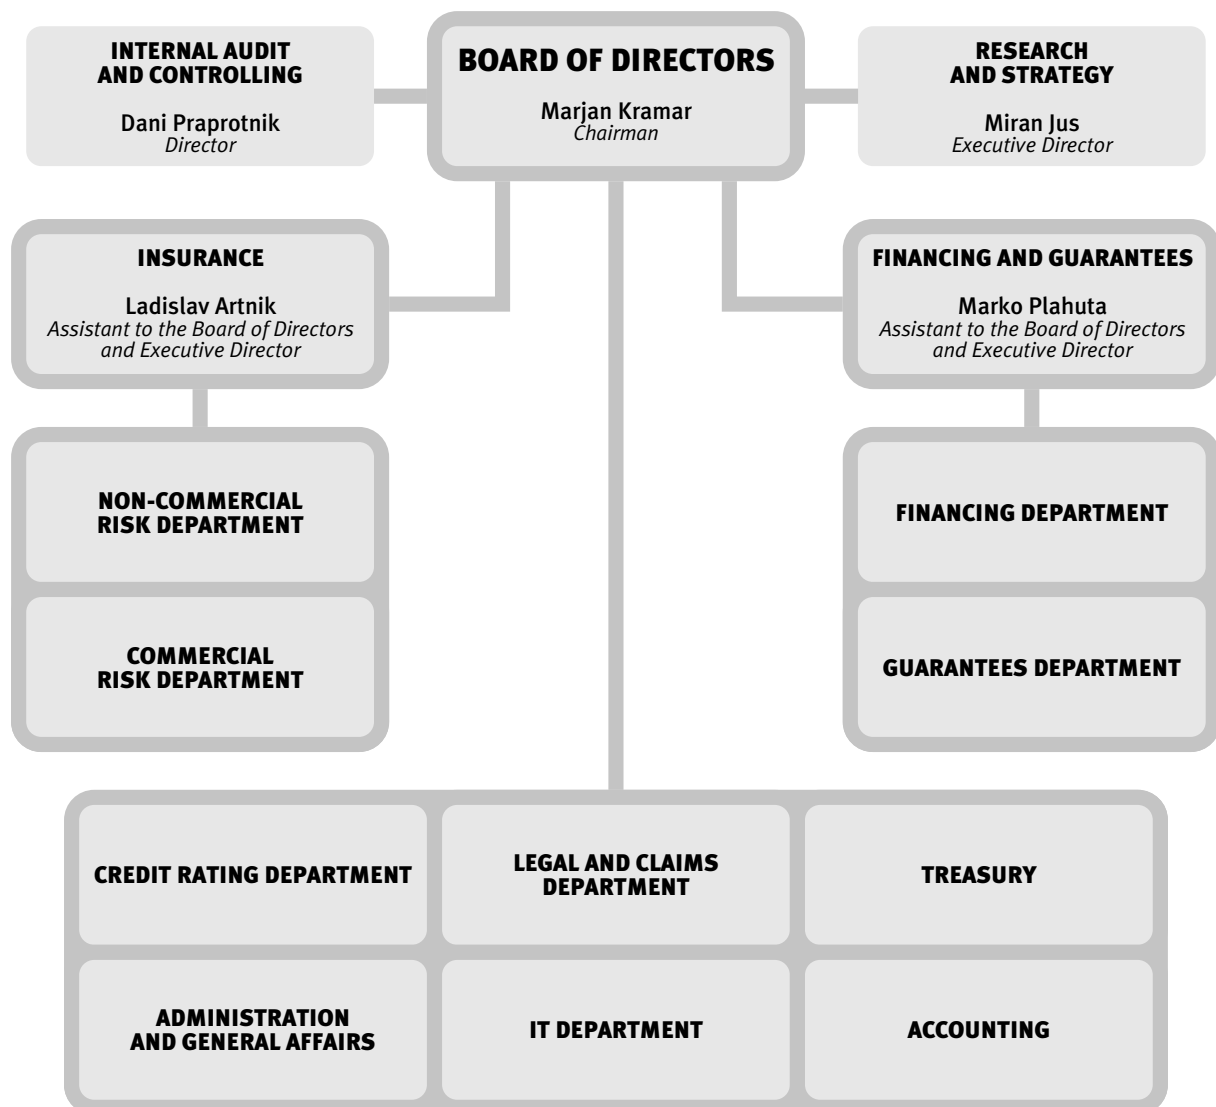 INTERNAL AUDIT
AND CONTROLLING
Dani Praprotnik
Director
BOARD OF DIRECTORS
Marjan Kramar
Chairman
RESEARCH
AND STRATEGY
Miran Jus
Executive Director
INSURANCE
Ladislav Artnik
Assistant to the Board of Directors
and Executive Director
FINANCING AND GUARANTEES
Marko Plahuta
Assistant to the Board of Directors
and Executive Director
NON-COMMERCIAL
RISK DEPARTMENT
FINANCING DEPARTMENT
COMMERCIAL
RISK DEPARTMENT
GUARANTEES DEPARTMENT
CREDIT RATING DEPARTMENT
LEGAL AND CLAIMS
DEPARTMENT
TREASURY
ADMINISTRATION
AND GENERAL AFFAIRS
IT DEPARTMENT
ACCOUNTING